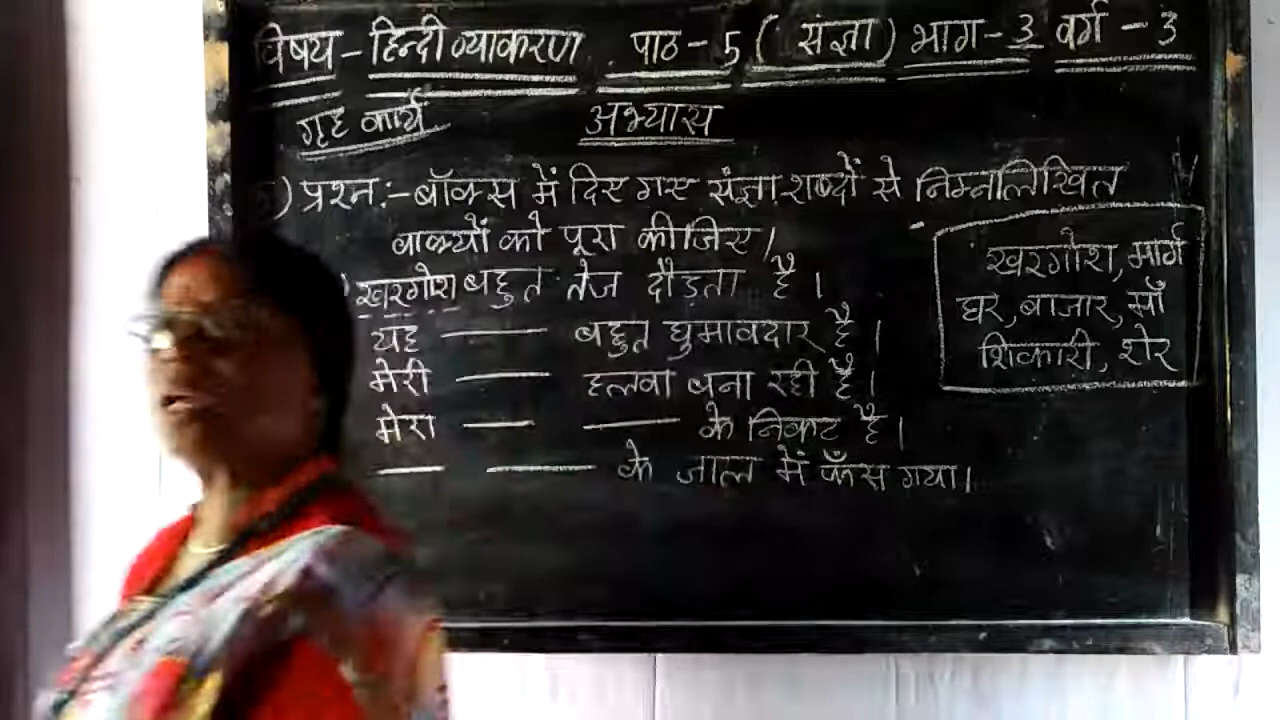 विषय - हिन्दी व्याकरण पाठ - 5 ( संज्ञा ) भाग - 3 वर्ग - 3
गृह कार्य
अभ्यास
) प्रश्न :- बॉक्स में दिए गए संज्ञा शब्दों से निम्नलिखित
वाक्यों को पूरा कीजिए।
खरगोश बहुत तेज दौड़ता है।
यह ——— बहुत घुमावदार है।
मेरी ——— हलवा बना रही है।
मेरा —— ——— के निकट है।
—— ——— के जाल में फँस गया।
खरगोश, मार्ग
घर, बाजार, माँ
शिकारी, शेर